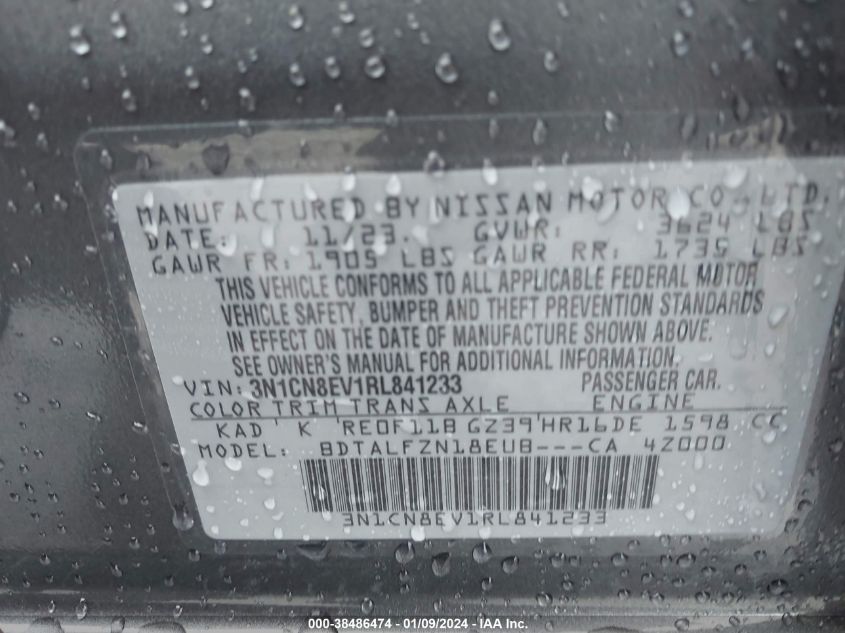 MANUFACTURED BY NISSAN MOTOR CO., LTD.
DATE: 11/23. GVWR: 3624 LBS
GAWR FR: 1905 LBS GAWR RR: 1735 LBS
THIS VEHICLE CONFORMS TO ALL APPLICABLE FEDERAL MOTOR
VEHICLE SAFETY, BUMPER AND THEFT PREVENTION STANDARDS
IN EFFECT ON THE DATE OF MANUFACTURE SHOWN ABOVE.
SEE OWNER'S MANUAL FOR ADDITIONAL INFORMATION.
VIN: 3N1CN8EV1RL841233 PASSENGER CAR.
COLOR TRIM TRANS AXLE ENGINE
KAD K RE0F11B GZ39 HR16DE 1598 CC
MODEL: BDTALFZN18EUB---CA 4Z000
3N1CN8EV1RL841233
000-38486474 - 01/09/2024 - IAA Inc.